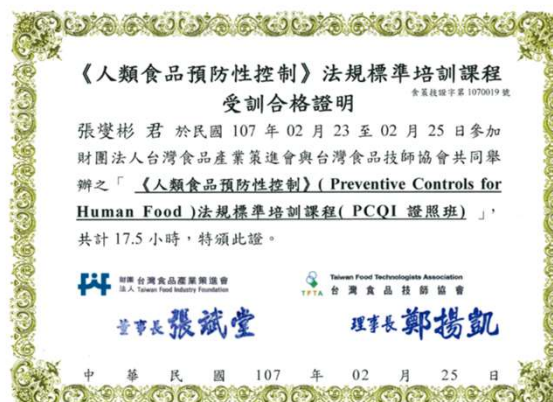 《人類食品預防性控制》法規標準培訓課程
食策技證字第 1070019 號
受訓合格證明
張燮彬 君 於民國 107 年 02 月 23 至 02 月 25 日參加
財團法人台灣食品產業策進會與台灣食品技師協會共同舉
辦之「 《人類食品預防性控制》( Preventive Controls for
Human Food )法規標準培訓課程( PCQI 證照班) 」,
共計 17.5 小時,特頒此證。
財團法人 台灣食品產業策進會
Taiwan Food Industry Foundation
Taiwan Food Technologists Association
TFTA 台灣食品技師協會
董事長 張斌堂
理事長 鄭揚凱
中 華 民 國 107 年 02 月 25 日